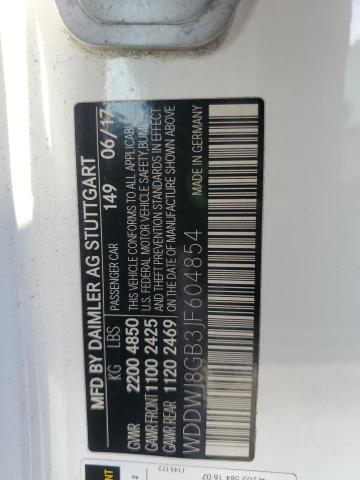 MFD BY DAIMLER AG STUTTGART
PASSENGER CAR 149 06/17
KG LBS
GVWR 2200 4850
GAWR FRONT 1100 2425
GAWR REAR 1120 2469
THIS VEHICLE CONFORMS TO ALL APPLICABLE
U.S. FEDERAL MOTOR VEHICLE SAFETY, BUMPER
AND THEFT PREVENTION STANDARDS IN EFFECT
ON THE DATE OF MANUFACTURE SHOWN ABOVE
MADE IN GERMANY
WDDWJ8GB3JF604854
1145177